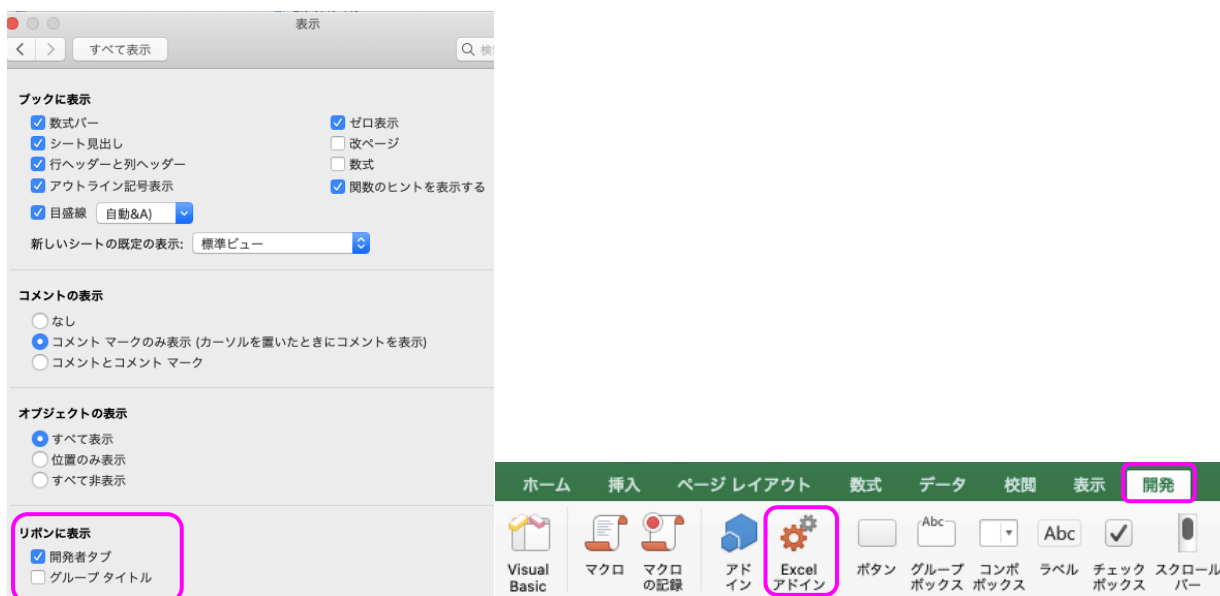 表示
すべて表示
ブックに表示
数式バー
ゼロ表示
シート見出し
改ページ
行ヘッダーと列ヘッダー
数式
アウトライン記号表示
関数のヒントを表示する
目盛線 自動&A)
新しいシートの既定の表示: 標準ビュー
コメントの表示
なし
コメント マークのみ表示 (カーソルを置いたときにコメントを表示)
コメントとコメント マーク
オブジェクトの表示
すべて表示
位置のみ表示
すべて非表示
リボンに表示
開発者タブ
グループ タイトル
ホーム 挿入 ページ レイアウト 数式 データ 校閲 表示 開発
Abc
Abc
Visual
Basic
マクロ
マクロ
の記録
アド
イン
Excel
アドイン
ボタン
グループ
ボックス
コンボ
ボックス
ラベル
チェック
ボックス
スクロール
バー